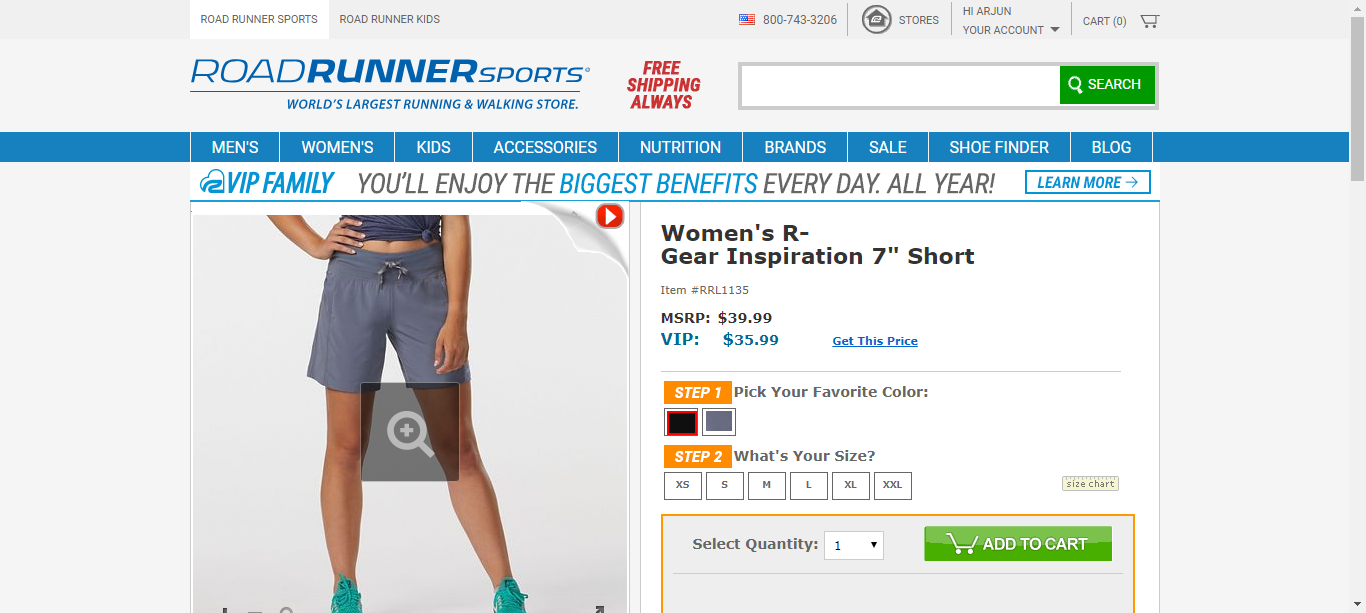 ROAD RUNNER SPORTS
ROAD RUNNER KIDS
800-743-3206
STORES
HI ARJUN
YOUR ACCOUNT
CART (0)
ROADRUNNERSPORTS®
WORLD'S LARGEST RUNNING & WALKING STORE.
FREE
SHIPPING
ALWAYS
SEARCH
MEN'S
WOMEN'S
KIDS
ACCESSORIES
NUTRITION
BRANDS
SALE
SHOE FINDER
BLOG
VIP FAMILY
YOU'LL ENJOY THE BIGGEST BENEFITS EVERY DAY. ALL YEAR!
LEARN MORE
Women's R-
Gear Inspiration 7" Short
Item #RRL1135
MSRP: $39.99
VIP: $35.99
Get This Price
STEP 1 Pick Your Favorite Color:
STEP 2 What's Your Size?
XS
S
M
L
XL
XXL
size chart
Select Quantity: 1
ADD TO CART